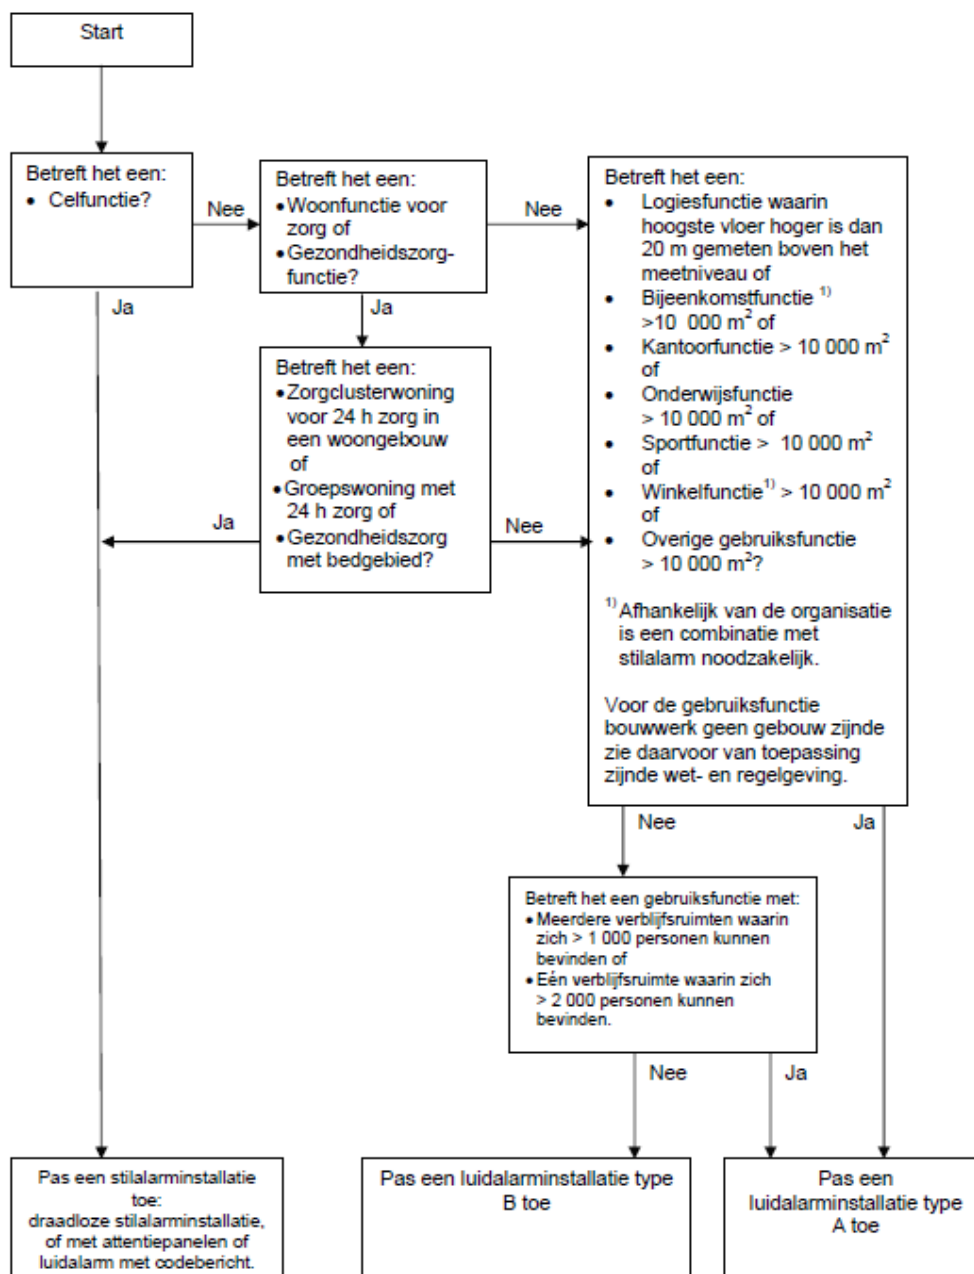 Start
Betreft het een:
• Celfunctie?
Nee
Ja
Betreft het een:
• Woonfunctie voor
zorg of
• Gezondheidszorg-
functie?
Nee
Ja
Betreft het een:
• Zorgclusterwoning
voor 24 h zorg in
een woongebouw
of
• Groepswoning met
24 h zorg of
• Gezondheidszorg
met bedgebied?
Ja
Nee
Betreft het een:
• Logiesfunctie waarin
hoogste vloer hoger is dan
20 m gemeten boven het
meetniveau of
• Bijeenkomstfunctie 1)
>10 000 m2 of
• Kantoorfunctie > 10 000 m2
of
• Onderwijsfunctie
> 10 000 m2 of
• Sportfunctie > 10 000 m2
of
• Winkelfunctie1) > 10 000 m2
of
• Overige gebruiksfunctie
> 10 000 m2?
1) Afhankelijk van de organisatie
is een combinatie met
stilalarm noodzakelijk.
Voor de gebruiksfunctie
bouwwerk geen gebouw zijnde
zie daarvoor van toepassing
zijnde wet- en regelgeving.
Nee
Ja
Betreft het een gebruiksfunctie met:
• Meerdere verblijfsruimten waarin
zich > 1 000 personen kunnen
bevinden of
• Eén verblijfsruimte waarin zich
> 2 000 personen kunnen
bevinden.
Nee
Ja
Pas een stilalarminstallatie
toe:
draadloze stilalarminstallatie,
of met attentiepanelen of
luidalarm met codebericht.
Pas een luidalarminstallatie type
B toe
Pas een
luidalarminstallatie type
A toe